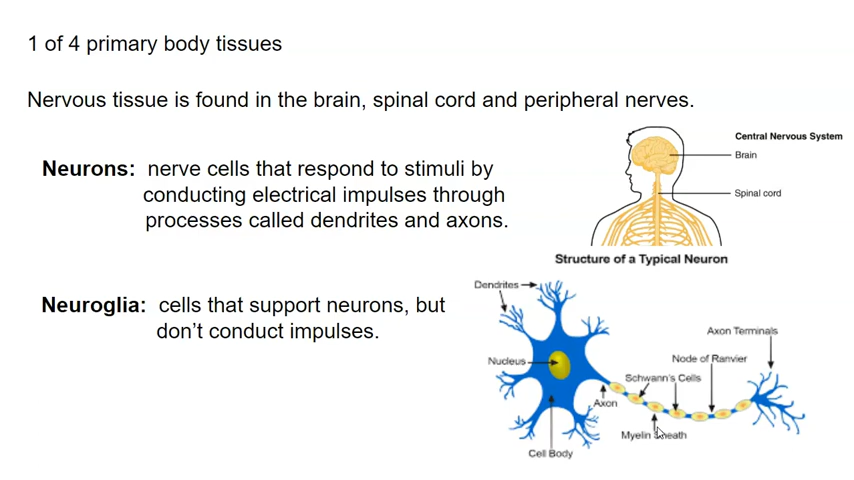 1 of 4 primary body tissues
Nervous tissue is found in the brain, spinal cord and peripheral nerves.
Neurons: nerve cells that respond to stimuli by
conducting electrical impulses through
processes called dendrites and axons.
Central Nervous System
Brain
Spinal cord
Neuroglia: cells that support neurons, but
don't conduct impulses.
Structure of a Typical Neuron
Dendrites
Axon Terminals
Node of Ranvier
Nucleus
Schwann's Cells
Axon
Myelin Sheath
Cell Body